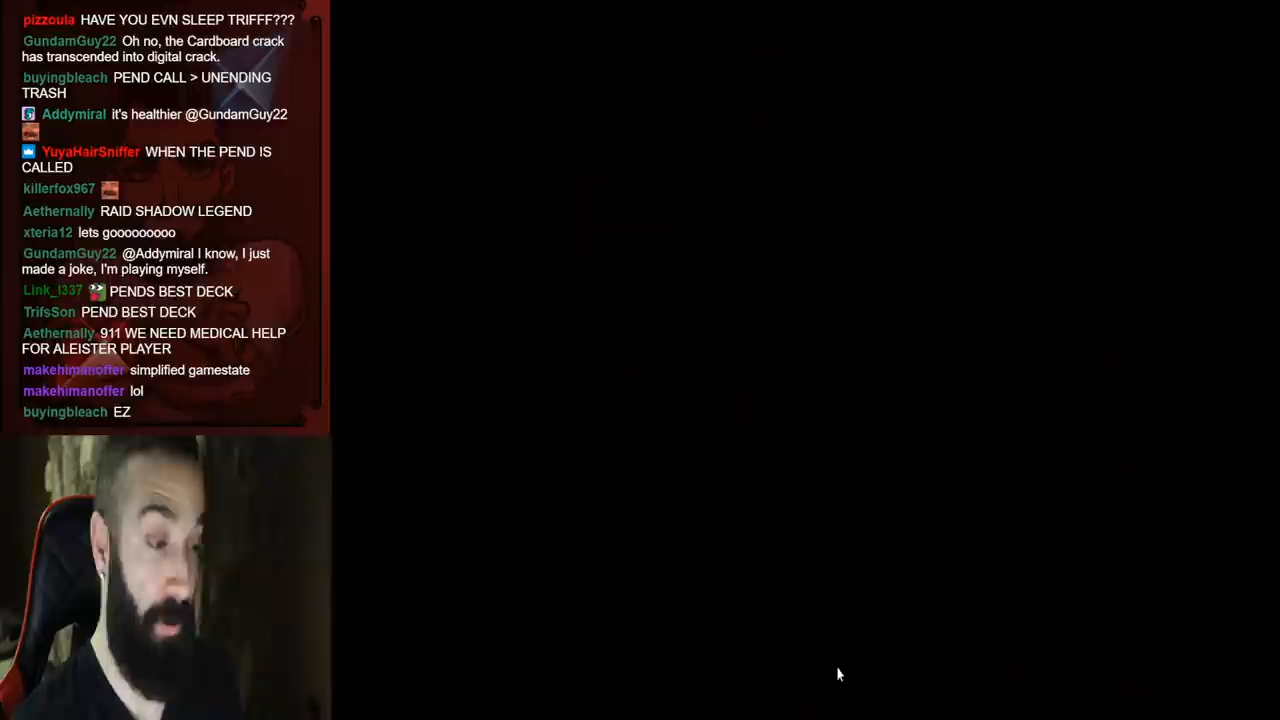 pizzoula HAVE YOU EVN SLEEP TRIFFF???
GundamGuy22 Oh no, the Cardboard crack
has transcended into digital crack.
buyingbleach PEND CALL > UNENDING
TRASH
Addymiral it's healthier @GundamGuy22
YuyaHairSniffer WHEN THE PEND IS
CALLED
killerfox967
Aethernally RAID SHADOW LEGEND
xteria12 lets gooooooooo
GundamGuy22 @Addymiral I know, I just
made a joke, I'm playing myself.
Link_l337 PENDS BEST DECK
TrifsSon PEND BEST DECK
Aethernally 911 WE NEED MEDICAL HELP
FOR ALEISTER PLAYER
makehimanoffer simplified gamestate
makehimanoffer lol
buyingbleach EZ